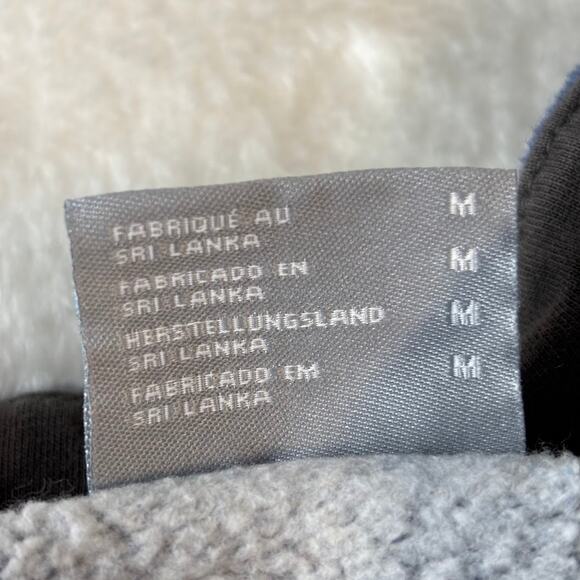 FABRIQUÉ AU M
SRI LANKA
FABRICADO EN M
SRI LANKA
HERSTELLUNGSLAND M
SRI LANKA
FABRICADO EM M
SRI LANKA